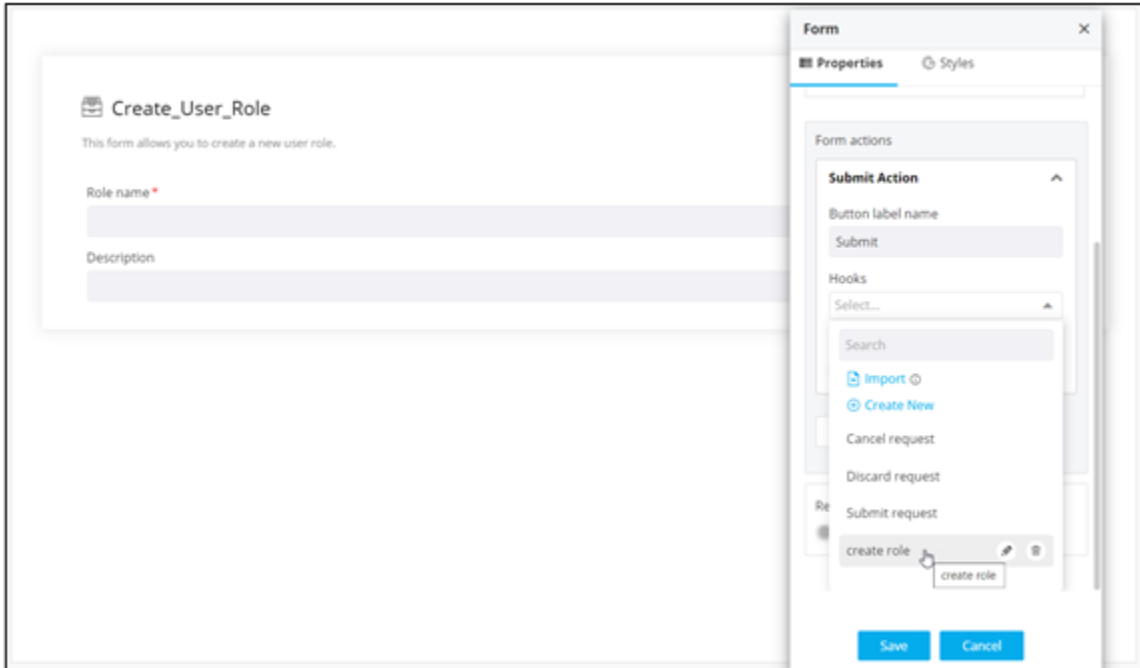 Create_User_Role
This form allows you to create a new user role.
Role name *
Description
Form
Properties
Styles
Form actions
Submit Action
Button label name
Submit
Hooks
Select...
Search
Import
Create New
Cancel request
Discard request
Submit request
Re
create role
create role
Save
Cancel